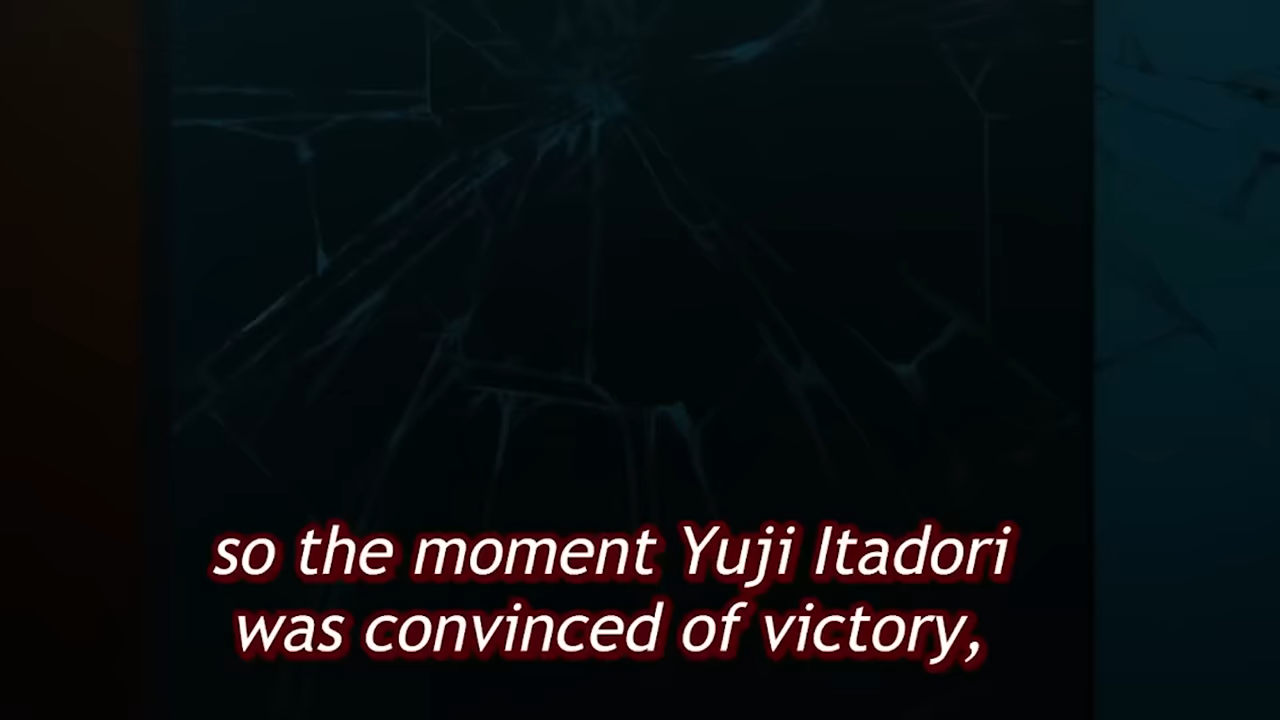 so the moment Yuji Itadori
was convinced of victory,